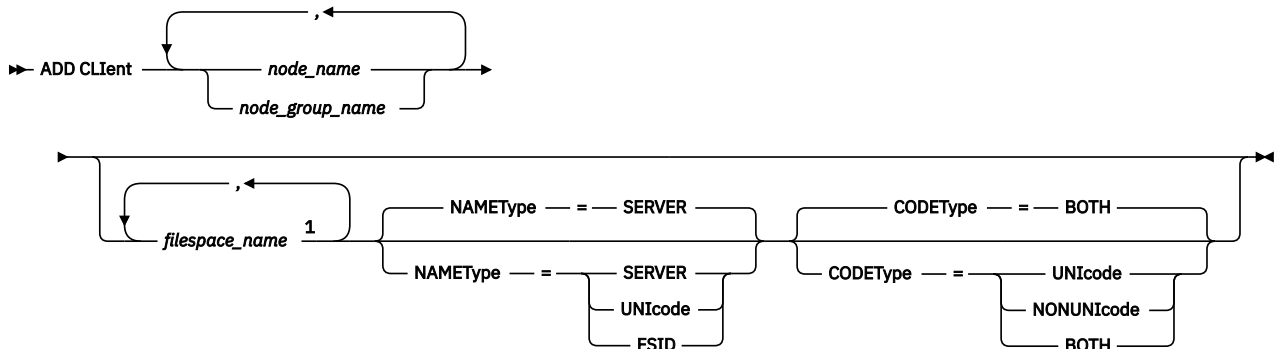 ,
ADD CLIent node_name
node_group_name
, NAMEType = SERVER CODEType = BOTH
filespace_name 1
NAMEType = SERVER CODEType = UNIcode
UNIcode NONUNIcode
FSID BOTH